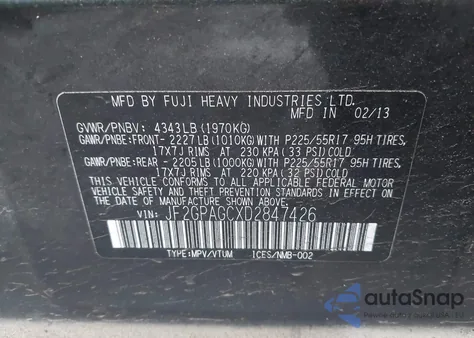 MFD BY FUJI HEAVY INDUSTRIES LTD.
MFD IN 02/13
GVWR/PNBV: 4343LB(1970KG)
GAWR/PNBE:FRONT- 2227LB(1010KG)WITH P225/55R17 95H TIRES,
17X7J RIMS AT 230 KPA(33 PSI)COLD
GAWR/PNBE:REAR - 2205LB(1000KG)WITH P225/55R17 95H TIRES,
17X7J RIMS AT 220 KPA(32 PSI)COLD
THIS VEHICLE CONFORMS TO ALL APPLICABLE FEDERAL MOTOR
VEHICLE SAFETY AND THEFT PREVENTION STANDARDS IN EFFECT
ON THE DATE OF MANUFACTURE SHOWN ABOVE.
VIN: JF2GPAGCXD2847426
TYPE:MPV/VTUM ICES/NMB-002
autoSnap